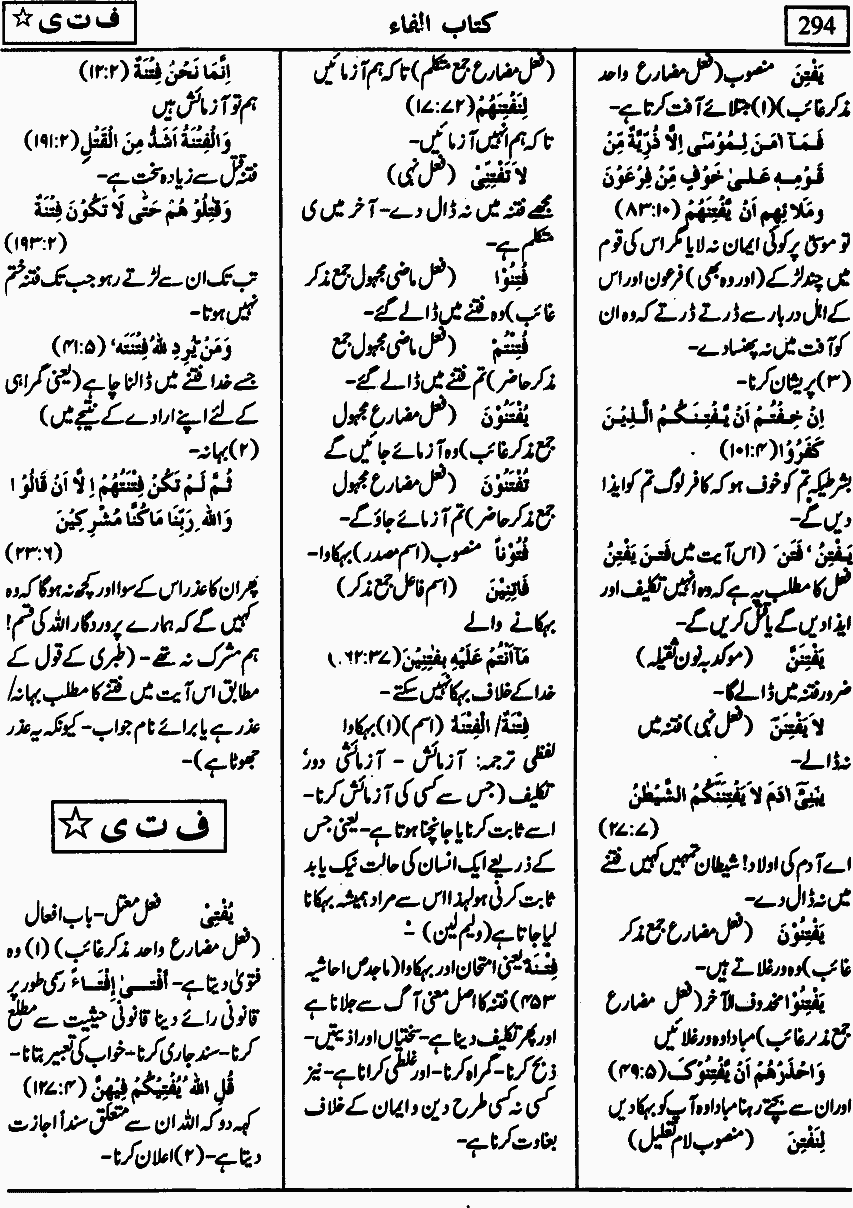 294
کتاب الفاء
ف ت ی ☆
یَفْتِنَ منصوب (فعل مضارع واحد
مذکر غائب) (۱) مبتلائے آفت کرتا ہے۔
فَمَآ اٰمَنَ لِمُوْسٰٓی اِلَّا ذُرِّیَّةٌ مِّنْ
قَوْمِهٖ عَلٰی خَوْفٍ مِّنْ فِرْعَوْنَ
وَمَلَائِهِمْ اَنْ یَّفْتِنَهُمْ (۸۳:۱۰)
تو موسیٰ پر کوئی ایمان نہ لایا مگر اس کی قوم
میں چند لڑکے (اور وہ بھی) فرعون اور اس
کے اہل دربار سے ڈرتے ڈرتے کہ وہ ان
کو آفت میں نہ پھنسا دے۔
(۳) پریشان کرنا۔
اِنْ خِفْتُمْ اَنْ یَّفْتِنَکُمُ الَّذِیْنَ
کَفَرُوْا (۱۰۱:۴)
بشرطیکہ تم کو خوف ہو کہ کافر لوگ تم کو ایذا
دیں گے۔
یَفْتِنُ ' فَتَنَ (اس آیت میں فَتَنَ یَفْتِنُ
فعل کا مطلب یہ ہے کہ وہ انہیں تکلیف اور
ایذا دیں گے یا قتل کریں گے۔
یَفْتِنَنَّ (موکد بہ نون ثقیلہ)
ضرور فتنہ میں ڈالے گا۔
لَا یَفْتِنَنَّ (فعل نہی) فتنہ میں
نہ ڈالے۔
یٰبَنِیْٓ اٰدَمَ لَا یَفْتِنَنَّکُمُ الشَّیْطٰنُ
(۲۷:۷)
اے آدم کی اولاد! شیطان تمہیں کہیں فتنے
میں نہ ڈال دے۔
یَفْتِنُوْنَ (فعل مضارع جمع مذکر
غائب) وہ ورغلاتے ہیں۔
یَفْتِنُوْا محذوف الآخر (فعل مضارع
جمع مذکر غائب) مبادا وہ ورغلائیں
وَاحْذَرْهُمْ اَنْ یَّفْتِنُوْکَ (۴۹:۵)
اور ان سے بچتے رہنا مبادا وہ آپ کو بہکا دیں
لِنَفْتِنَ (منصوب لام تعلیل)
(فعل مضارع جمع متکلم) تا کہ ہم آزمائیں
لِنَفْتِنَهُمْ (۱۷:۷۲)
تا کہ ہم انہیں آزمائیں۔
لَا تَفْتِنِّیْ (فعل نہی)
مجھے فتنہ میں نہ ڈال دے۔ آخر میں ی
متکلم ہے۔
فُتِنُوْا (فعل ماضی مجہول جمع مذکر
غائب) وہ فتنے میں ڈالے گئے۔
فُتِنْتُمْ (فعل ماضی مجہول جمع
مذکر حاضر) تم فتنے میں ڈالے گئے۔
یُفْتَنُوْنَ (فعل مضارع مجہول
جمع مذکر غائب) وہ آزمائے جائیں گے
تُفْتَنُوْنَ (فعل مضارع مجہول
جمع مذکر حاضر) تم آزمائے جاؤ گے۔
فُتُوْناً منصوب (اسم مصدر) بہکاوا۔
فَاتِنِیْنَ (اسم فاعل جمع مذکر)
بہکانے والے
مَآ اَنْتُمْ عَلَیْهِ بِفٰتِنِیْنَ (۱۶۲:۳۷)
خدا کے خلاف بہکا نہیں سکتے۔
فِتْنَةٌ/ الْفِتْنَةُ (اسم) (۱) بہکاوا
لفظی ترجمہ: آزمائش - آزمائشی دور'
تکلیف (جس سے کسی کی آزمائش کرنا۔
اسے ثابت کرنا یا جانچنا ہوتا ہے۔ یعنی جس
کے ذریعے ایک انسان کی حالت نیک یا بد
ثابت کرنی ہو لہذا اس سے مراد ہمیشہ بہکانا
لیا جاتا ہے (ولیم لین) -
فِتْنَة یعنی امتحان اور بہکاوا (ماجد ص حاشیہ
۴۵۳) فتنہ کا اصل معنی آگ سے جلانا ہے
اور پھر تکلیف دینا ہے۔ سختیاں اور اذیتیں۔
ذبح کرنا۔ گمراہ کرنا۔ اور غلطی کرانا ہے۔ نیز
کسی نہ کسی طرح دین و ایمان کے خلاف
بغاوت کرنا ہے۔
اِنَّمَا نَحْنُ فِتْنَةٌ (۱۲:۲)
ہم تو آزمائش ہیں
وَالْفِتْنَةُ اَشَدُّ مِنَ الْقَتْلِ (۱۹۱:۲)
فتنہ قتل سے زیادہ سخت ہے۔
وَقٰتِلُوْ هُمْ حَتّٰی لَا تَکُوْنَ فِتْنَةٌ
(۱۹۳:۲)
تب تک ان سے لڑتے رہو جب تک فتنہ ختم
نہیں ہوتا۔
وَمَنْ یُّرِدِ اللهُ فِتْنَتَهٗ (۴۱:۵)
جسے خدا فتنے میں ڈالنا چاہے (یعنی گمراہی
کے لئے اپنے ارادے کے نتیجے میں)
(۲) بہانہ۔
ثُمَّ لَمْ تَکُنْ فِتْنَتُهُمْ اِلَّا اَنْ قَالُوْا
وَاللهِ رَبِّنَا مَا کُنَّا مُشْرِکِیْنَ
(۲۳:۶)
پھر ان کا عذر اس کے سوا اور کچھ نہ ہوگا کہ وہ
کہیں گے کہ ہمارے پروردگار اللہ کی قسم!
ہم مشرک نہ تھے۔ (طبری کے قول کے
مطابق اس آیت میں فتنے کا مطلب بہانہ/
عذر ہے یا برائے نام جواب۔ کیونکہ یہ عذر
جھوٹا ہے)۔
ف ت ی ☆
یُفْتِیْ فعل معتل۔ باب افعال
(فعل مضارع واحد مذکر غائب) (۱) وہ
فتویٰ دیتا ہے۔ اَفْتٰی اِفْتَاءً رسمی طور پر
قانونی رائے دینا قانونی حیثیت سے مطلع
کرنا۔ سند جاری کرنا۔ خواب کی تعبیر بتانا۔
قُلِ اللهُ یُفْتِیْکُمْ فِیْهِنَّ (۱۲۷:۴)
کہہ دو کہ اللہ ان سے متعلق سنداً اجازت
دیتا ہے۔ (۲) اعلان کرنا۔